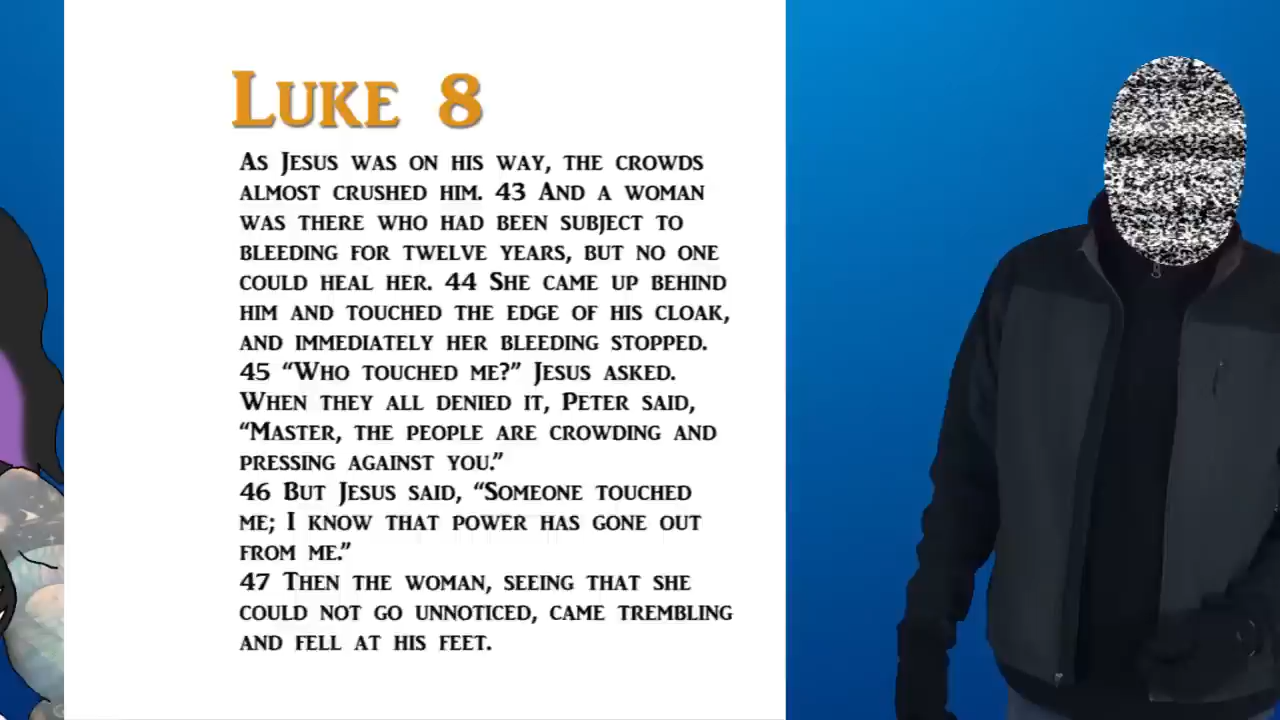 Luke 8
As Jesus was on his way, the crowds
almost crushed him. 43 And a woman
was there who had been subject to
bleeding for twelve years, but no one
could heal her. 44 She came up behind
him and touched the edge of his cloak,
and immediately her bleeding stopped.
45 “Who touched me?” Jesus asked.
When they all denied it, Peter said,
“Master, the people are crowding and
pressing against you.”
46 But Jesus said, “Someone touched
me; I know that power has gone out
from me.”
47 Then the woman, seeing that she
could not go unnoticed, came trembling
and fell at his feet.